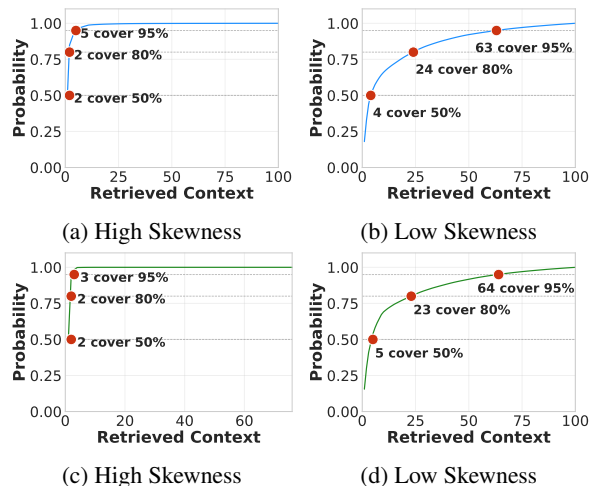 Probability
1.00
0.75
0.50
0.25
0.00
5 cover 95%
2 cover 80%
2 cover 50%
0 25 50 75 100
Retrieved Context
(a) High Skewness
Probability
1.00
0.75
0.50
0.25
0.00
63 cover 95%
24 cover 80%
4 cover 50%
0 25 50 75 100
Retrieved Context
(b) Low Skewness
Probability
1.00
0.75
0.50
0.25
0.00
3 cover 95%
2 cover 80%
2 cover 50%
0 20 40 60
Retrieved Context
(c) High Skewness
Probability
1.00
0.75
0.50
0.25
0.00
64 cover 95%
23 cover 80%
5 cover 50%
0 25 50 75 100
Retrieved Context
(d) Low Skewness